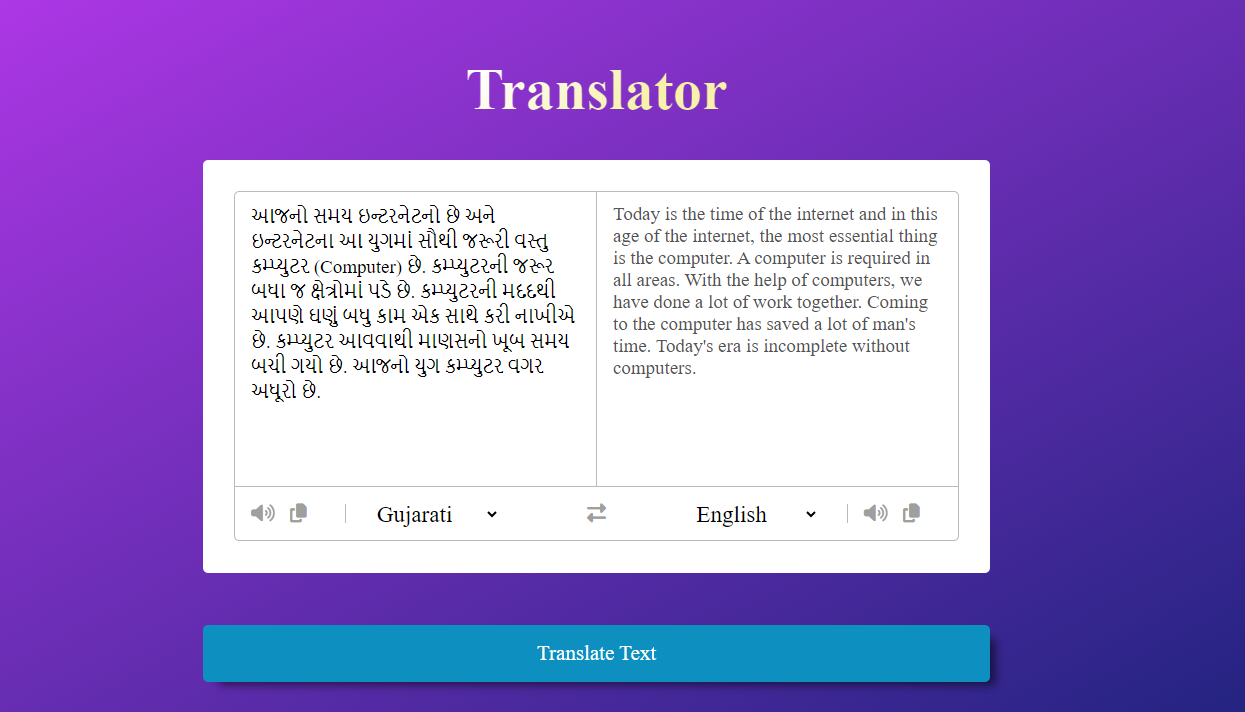 Translator
આજનો સમય ઇન્ટરનેટનો છે અને
ઇન્ટરનેટના આ યુગમાં સૌથી જરૂરી વસ્તુ
કમ્પ્યુટર (Computer) છે. કમ્પ્યુટરની જરૂર
બધા જ ક્ષેત્રોમાં પડે છે. કમ્પ્યુટરની મદદથી
આપણે ઘણું બધુ કામ એક સાથે કરી નાખીએ
છે. કમ્પ્યુટર આવવાથી માણસનો ખૂબ સમય
બચી ગયો છે. આજનો યુગ કમ્પ્યુટર વગર
અધૂરો છે.
Today is the time of the internet and in this
age of the internet, the most essential thing
is the computer. A computer is required in
all areas. With the help of computers, we
have done a lot of work together. Coming
to the computer has saved a lot of man's
time. Today's era is incomplete without
computers.
Gujarati
English
Translate Text